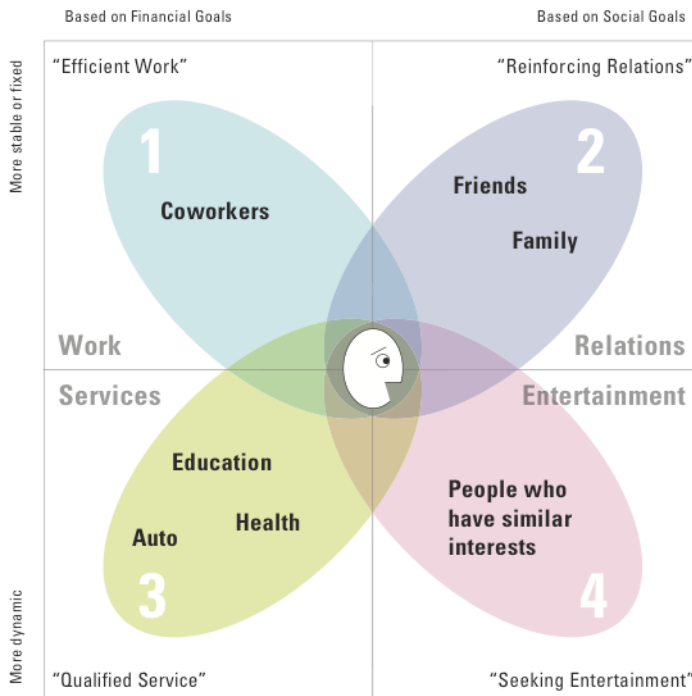 Based on Financial Goals
Based on Social Goals
More stable or fixed
“Efficient Work”
“Reinforcing Relations”
1
2
Coworkers
Friends
Family
Work
Relations
Services
Entertainment
Education
Health
Auto
People who
have similar
interests
3
4
More dynamic
“Qualified Service”
“Seeking Entertainment”